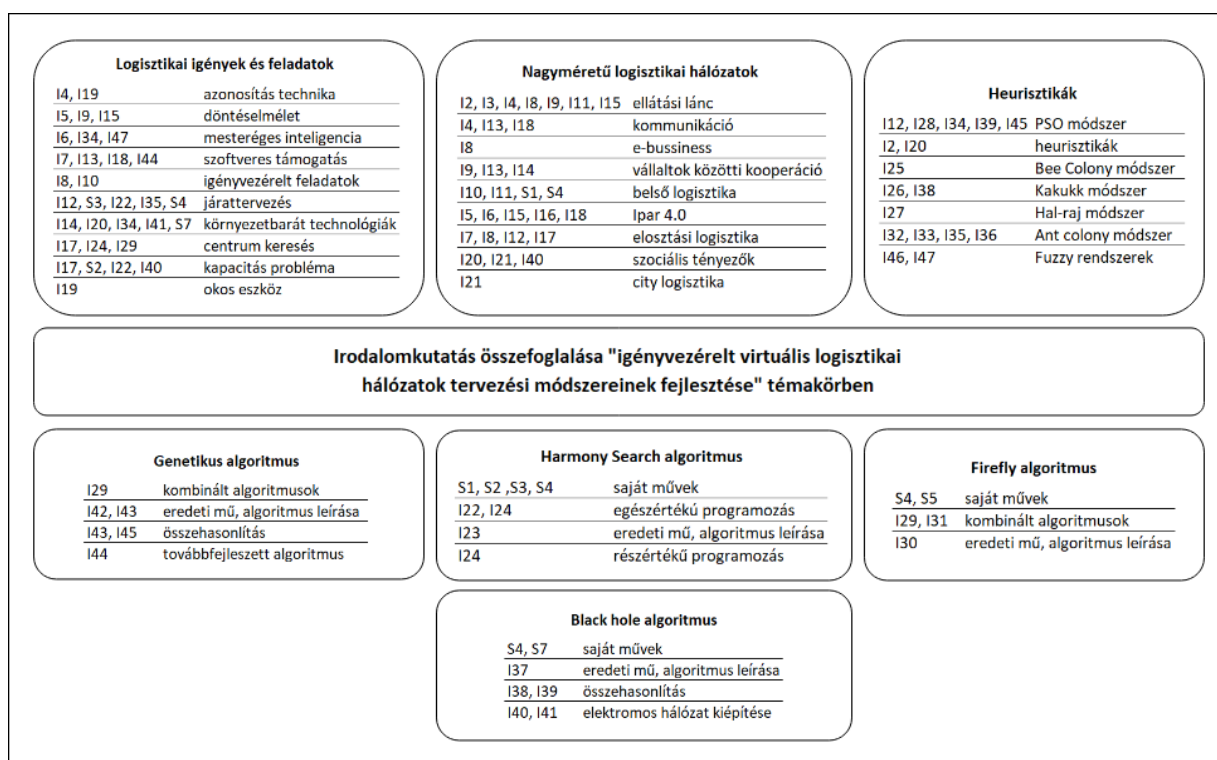 Logisztikai igények és feladatok
I4, I19 azonosítás technika
I5, I9, I15 döntéselmélet
I6, I34, I47 mesteréges inteligencia
I7, I13, I18, I44 szoftveres támogatás
I8, I10 igényvezérelt feladatok
I12, S3, I22, I35, S4 járattervezés
I14, I20, I34, I41, S7 környezetbarát technológiák
I17, I24, I29 centrum keresés
I17, S2, I22, I40 kapacitás probléma
I19 okos eszköz
Nagyméretű logisztikai hálózatok
I2, I3, I4, I8, I9, I11, I15 ellátási lánc
I4, I13, I18 kommunikáció
I8 e-bussiness
I9, I13, I14 vállaltok közötti kooperáció
I10, I11, S1, S4 belső logisztika
I5, I6, I15, I16, I18 Ipar 4.0
I7, I8, I12, I17 elosztási logisztika
I20, I21, I40 szociális tényezők
I21 city logisztika
Heurisztikák
I12, I28, I34, I39, I45 PSO módszer
I2, I20 heurisztikák
I25 Bee Colony módszer
I26, I38 Kakukk módszer
I27 Hal-raj módszer
I32, I33, I35, I36 Ant colony módszer
I46, I47 Fuzzy rendszerek
Irodalomkutatás összefoglalása "igényvezérelt virtuális logisztikai
hálózatok tervezési módszereinek fejlesztése" témakörben
Genetikus algoritmus
I29 kombinált algoritmusok
I42, I43 eredeti mű, algoritmus leírása
I43, I45 összehasonlítás
I44 továbbfejleszett algoritmus
Harmony Search algoritmus
S1, S2 ,S3, S4 saját művek
I22, I24 egészértékú programozás
I23 eredeti mű, algoritmus leírása
I24 részértékű programozás
Firefly algoritmus
S4, S5 saját művek
I29, I31 kombinált algoritmusok
I30 eredeti mű, algoritmus leírása
Black hole algoritmus
S4, S7 saját művek
I37 eredeti mű, algoritmus leírása
I38, I39 összehasonlítás
I40, I41 elektromos hálózat kiépítése